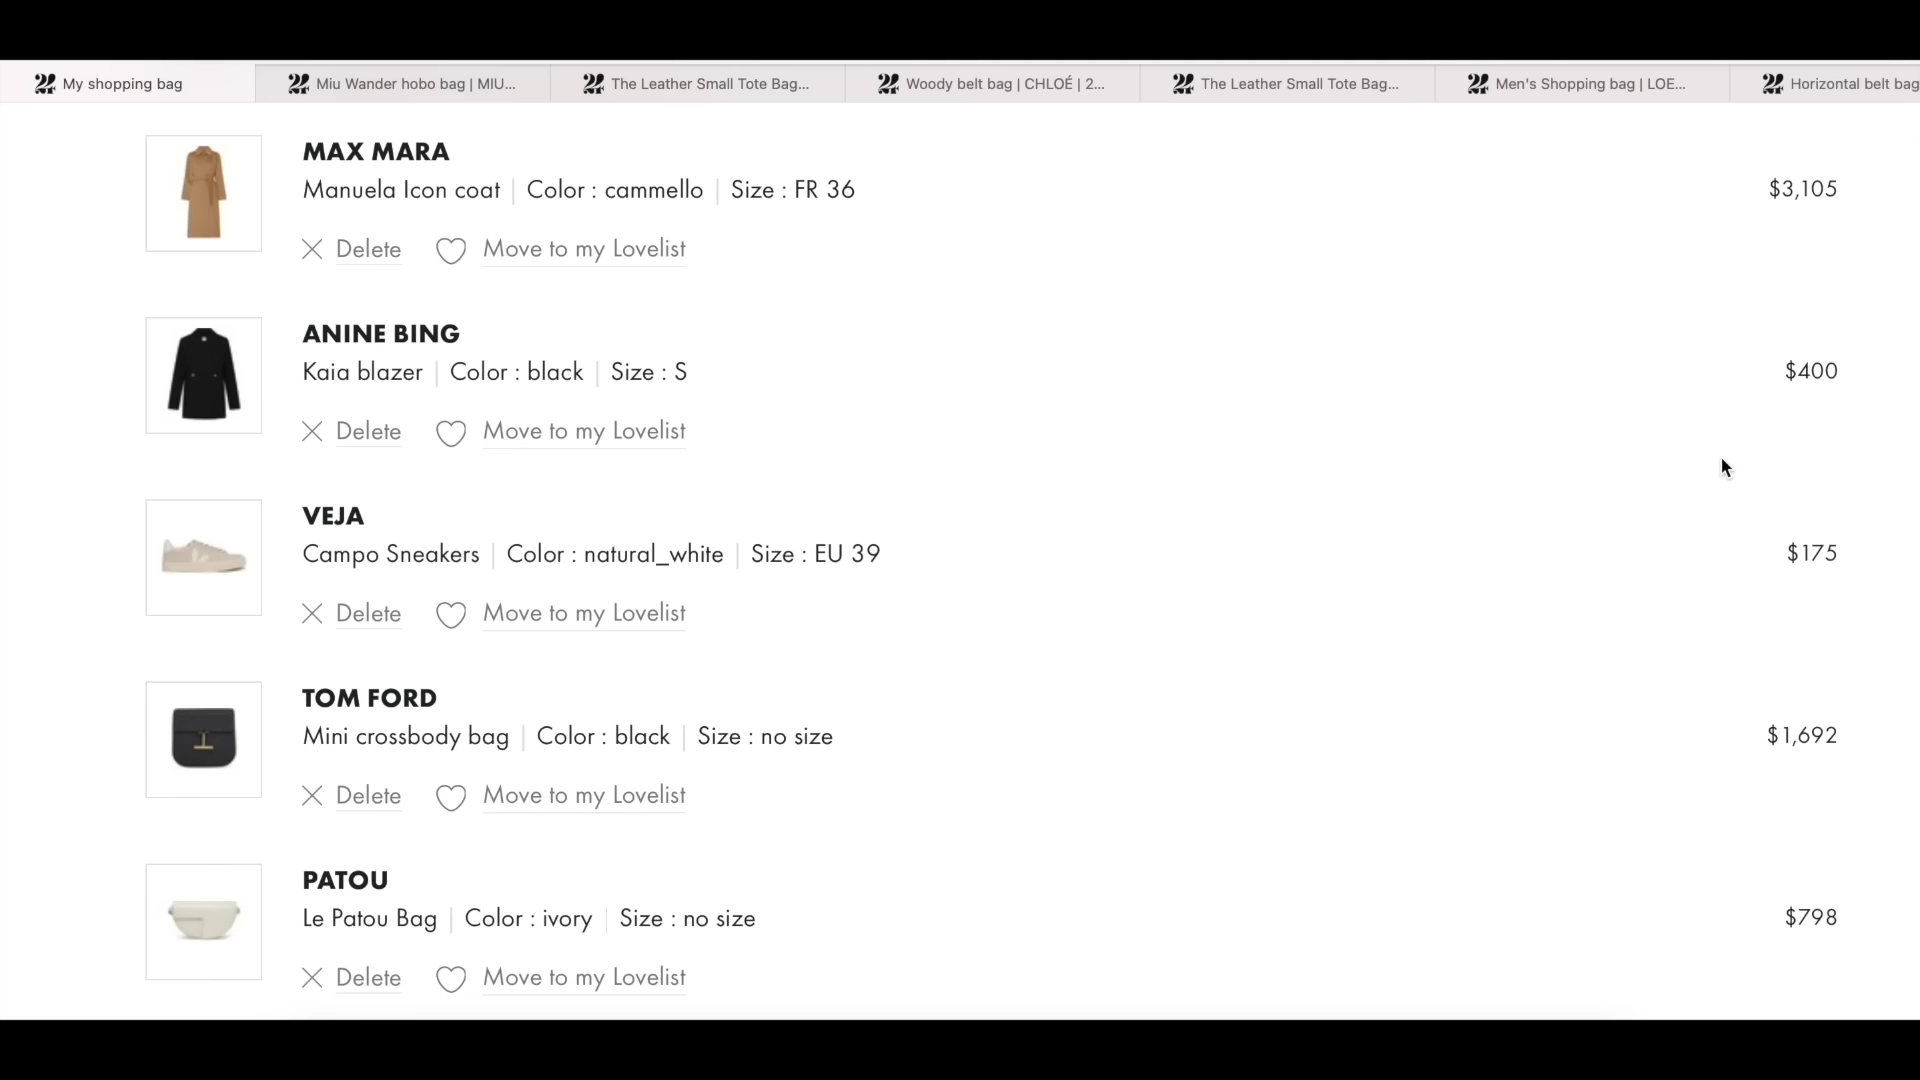 My shopping bag
Miu Wander hobo bag | MIU...
The Leather Small Tote Bag...
Woody belt bag | CHLOÉ | 2...
The Leather Small Tote Bag...
Men's Shopping bag | LOE...
Horizontal belt bag
MAX MARA
Manuela Icon coat | Color : cammello | Size : FR 36
$3,105
Delete Move to my Lovelist
ANINE BING
Kaia blazer | Color : black | Size : S
$400
Delete Move to my Lovelist
VEJA
Campo Sneakers | Color : natural_white | Size : EU 39
$175
Delete Move to my Lovelist
TOM FORD
Mini crossbody bag | Color : black | Size : no size
$1,692
Delete Move to my Lovelist
PATOU
Le Patou Bag | Color : ivory | Size : no size
$798
Delete Move to my Lovelist